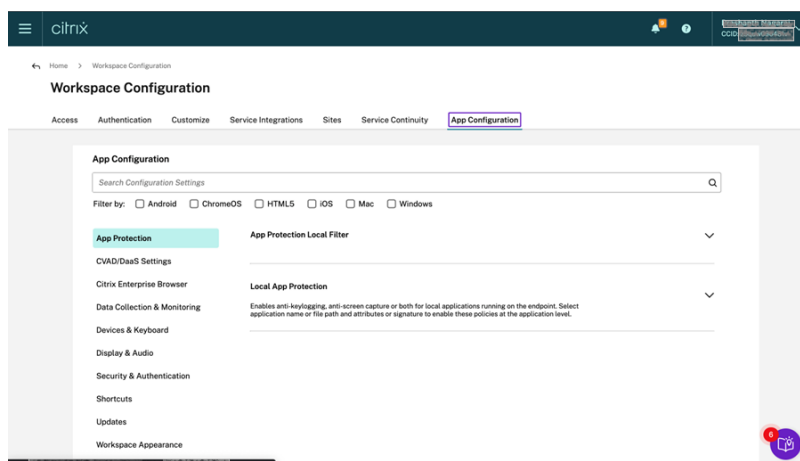 citrix
CCID:
Home > Workspace Configuration
Workspace Configuration
Access Authentication Customize Service Integrations Sites Service Continuity App Configuration
App Configuration
Search Configuration Settings
Filter by: Android ChromeOS HTML5 iOS Mac Windows
App Protection
App Protection Local Filter
CVAD/DaaS Settings
Citrix Enterprise Browser
Local App Protection
Data Collection & Monitoring
Enables anti-keylogging, anti-screen capture or both for local applications running on the endpoint. Select
application name or file path and attributes or signature to enable these policies at the application level.
Devices & Keyboard
Display & Audio
Security & Authentication
Shortcuts
Updates
Workspace Appearance
6